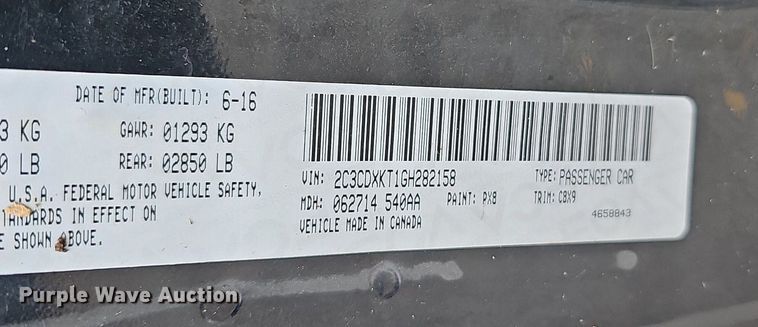 DATE OF MFR(BUILT): 6-16
3 KG GAWR: 01293 KG
0 LB REAR: 02850 LB
U.S.A. FEDERAL MOTOR VEHICLE SAFETY,
STANDARDS IN EFFECT ON
E SHOWN ABOVE.
VIN: 2C3CDXKT1GH282158 TYPE: PASSENGER CAR
MDH: 062714 540AA PAINT: PX8 TRIM: C8X9
VEHICLE MADE IN CANADA 4658843
Purple Wave Auction